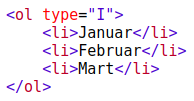 <ol type="I">
    <li>Januar</li>
    <li>Februar</li>
    <li>Mart</li>
</ol>